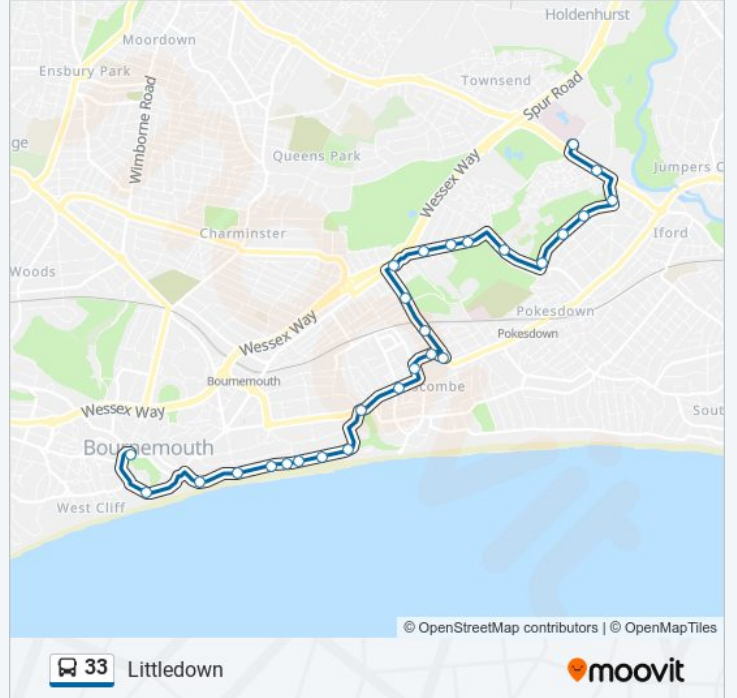 Holdenhurst
Moordown
Ensbury Park
Townsend
Spur Road
Wimborne Road
ge
Queens Park
Wessex Way
Jumpers C
Charminster
Iford
Woods
Pokesdown
Wessex Way
Pokesdown
Bournemouth
scombe
Wessex Way
Sout
Bournemouth
West Cliff
© OpenStreetMap contributors | © OpenMapTiles
33 Littledown
moovit